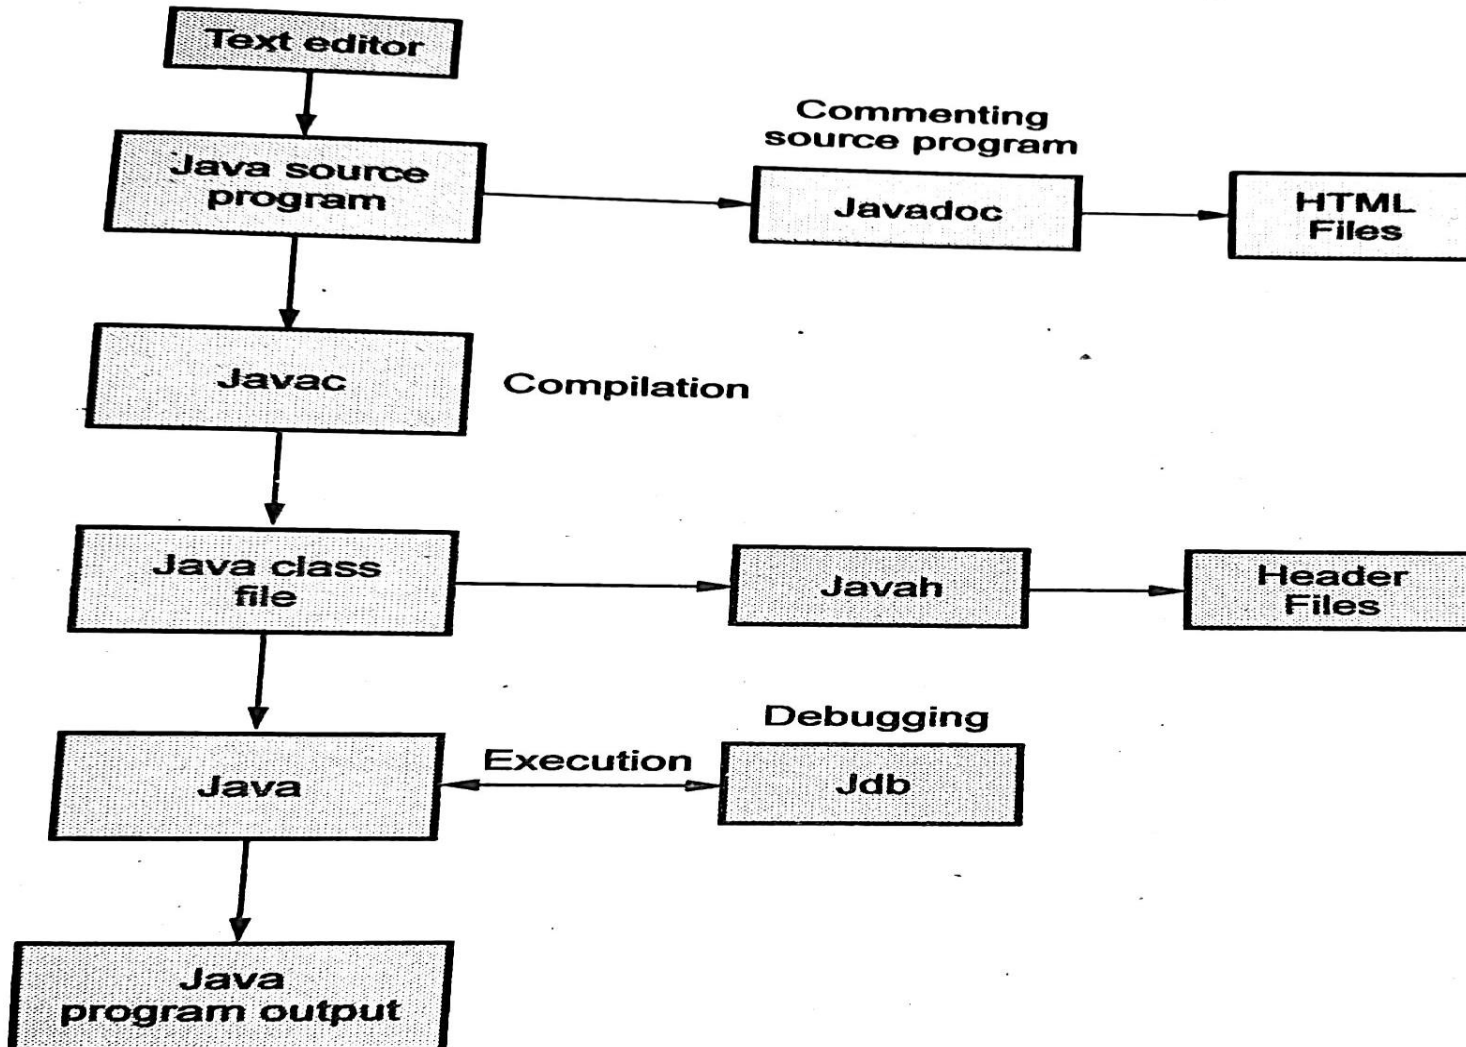 Text editor
Commenting
source program
Java source
program
Javadoc
HTML
Files
Javac
Compilation
Java class
file
Javah
Header
Files
Debugging
Java
Execution
Jdb
Java
program output